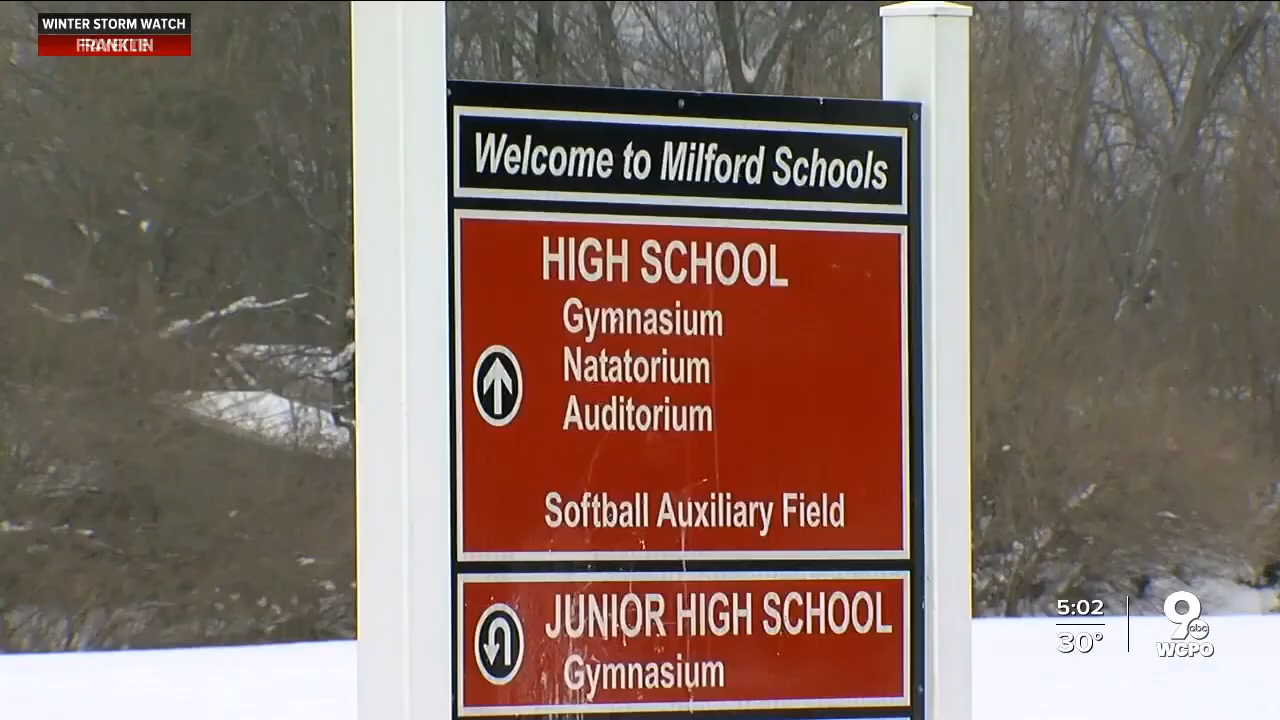 WINTER STORM WATCH
Welcome to Milford Schools
HIGH SCHOOL
Gymnasium
Natatorium
Auditorium
Softball Auxiliary Field
JUNIOR HIGH SCHOOL
Gymnasium
5:02
30°
9
abc
WCPO